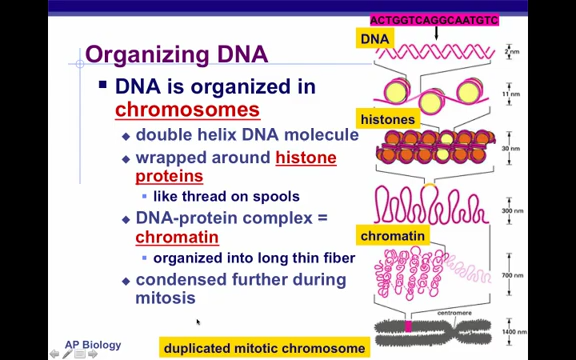 ACTGGTCAGGCAATGTC
DNA
2 nm
Organizing DNA
DNA is organized in
chromosomes
double helix DNA molecule
wrapped around histone
proteins
like thread on spools
DNA-protein complex =
chromatin
organized into long thin fiber
condensed further during
mitosis
11 nm
histones
30 nm
300 nm
chromatin
700 nm
centromere
1400 nm
AP Biology
duplicated mitotic chromosome